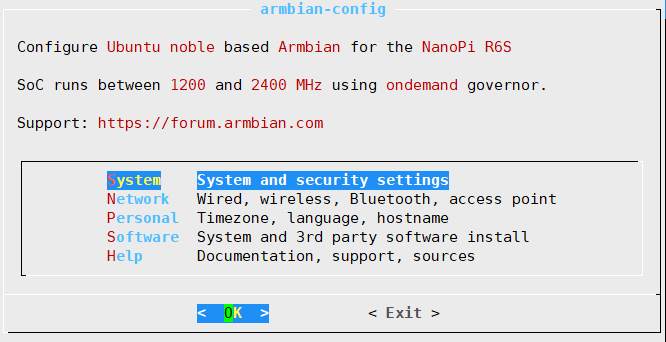 armbian-config
Configure Ubuntu noble based Armbian for the NanoPi R6S
SoC runs between 1200 and 2400 MHz using ondemand governor.
Support: https://forum.armbian.com
System System and security settings
Network Wired, wireless, Bluetooth, access point
Personal Timezone, language, hostname
Software System and 3rd party software install
Help Documentation, support, sources
< OK > < Exit >